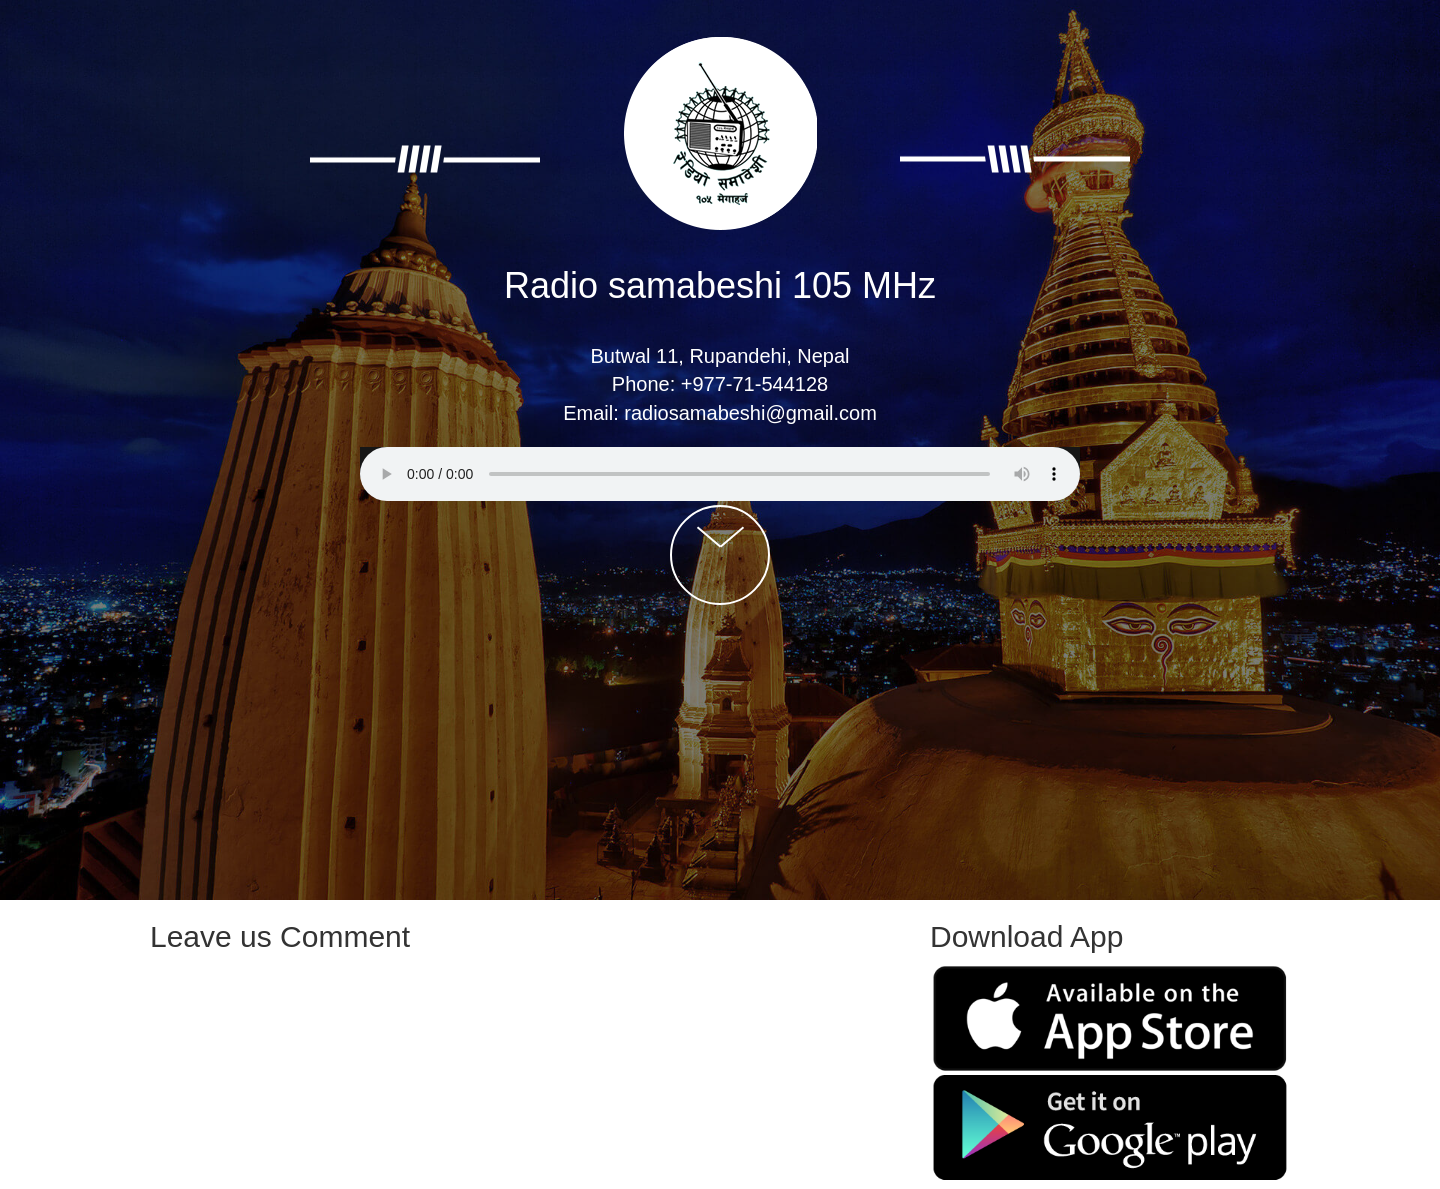 रेडियो समावेशी
१०५ मेगाहर्ज
Radio samabeshi 105 MHz
Butwal 11, Rupandehi, Nepal
Phone: +977-71-544128
Email: radiosamabeshi@gmail.com
0:00 / 0:00
Leave us Comment
Download App
Available on the
App Store
Get it on
Google™ play